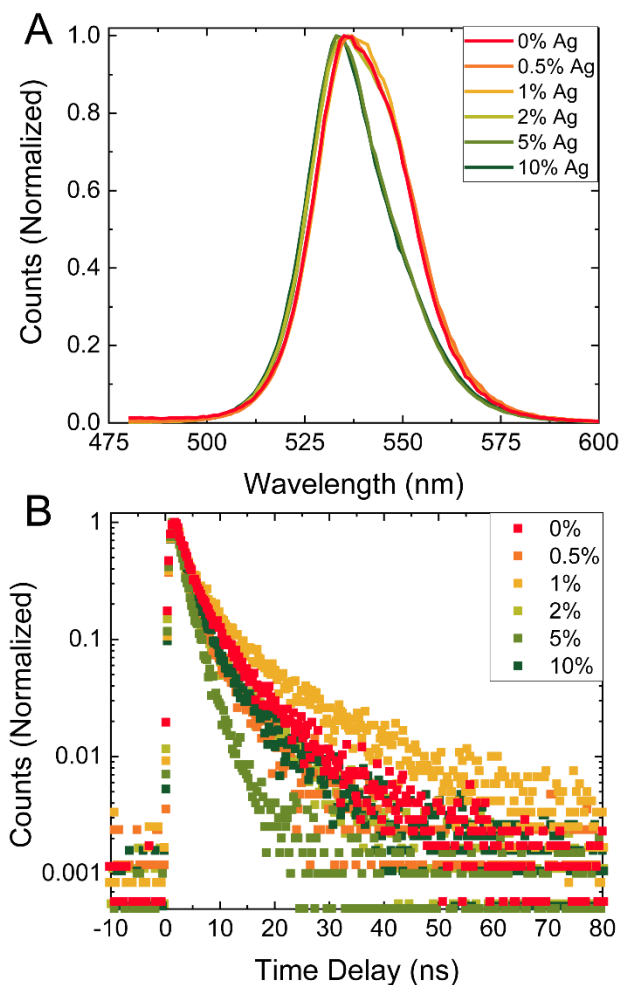 A
0% Ag
0.5% Ag
1% Ag
2% Ag
5% Ag
10% Ag
1.0
0.8
0.6
0.4
0.2
0.0
Counts (Normalized)
475 500 525 550 575 600
Wavelength (nm)
B
0%
0.5%
1%
2%
5%
10%
1
0.1
0.01
0.001
Counts (Normalized)
-10 0 10 20 30 40 50 60 70 80
Time Delay (ns)